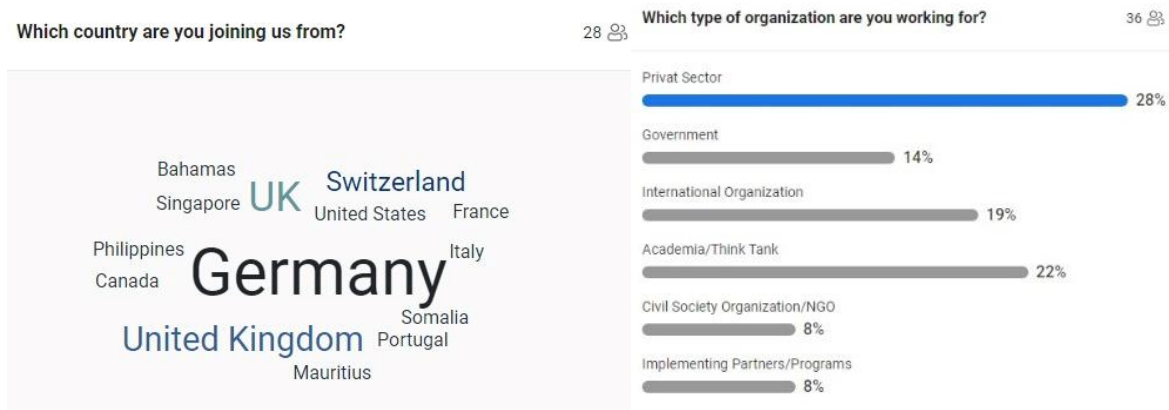 Which country are you joining us from?
28
Bahamas
Switzerland
Singapore
UK
United States
France
Philippines
Germany
Italy
Canada
Somalia
United Kingdom
Portugal
Mauritius
Which type of organization are you working for?
36
Privat Sector
28%
Government
14%
International Organization
19%
Academia/Think Tank
22%
Civil Society Organization/NGO
8%
Implementing Partners/Programs
8%